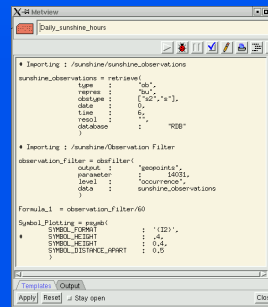 Metview
Daily_sunshine_hours
# Importing : /sunshine/sunshine_observations
sunshine_observations = retrieve(
type : "ob",
repres : "bu",
obstype : ["s2","s"],
date : 0,
time : 6,
resol : "",
database : "RDB"
)
# Importing : /sunshine/Observation Filter
observation_filter = obsfilter(
output : "geopoints",
parameter : 14031,
level : "occurrence",
data : sunshine_observations
)
Formula_1 = observation_filter/60
Symbol_Plotting = psymb(
SYMBOL_FORMAT : '(I2)',
# SYMBOL_HEIGHT : .4,
SYMBOL_HEIGHT : 0.4,
SYMBOL_DISTANCE_APART : 0.5
)
Templates Output
Apply Reset Stay open Clos